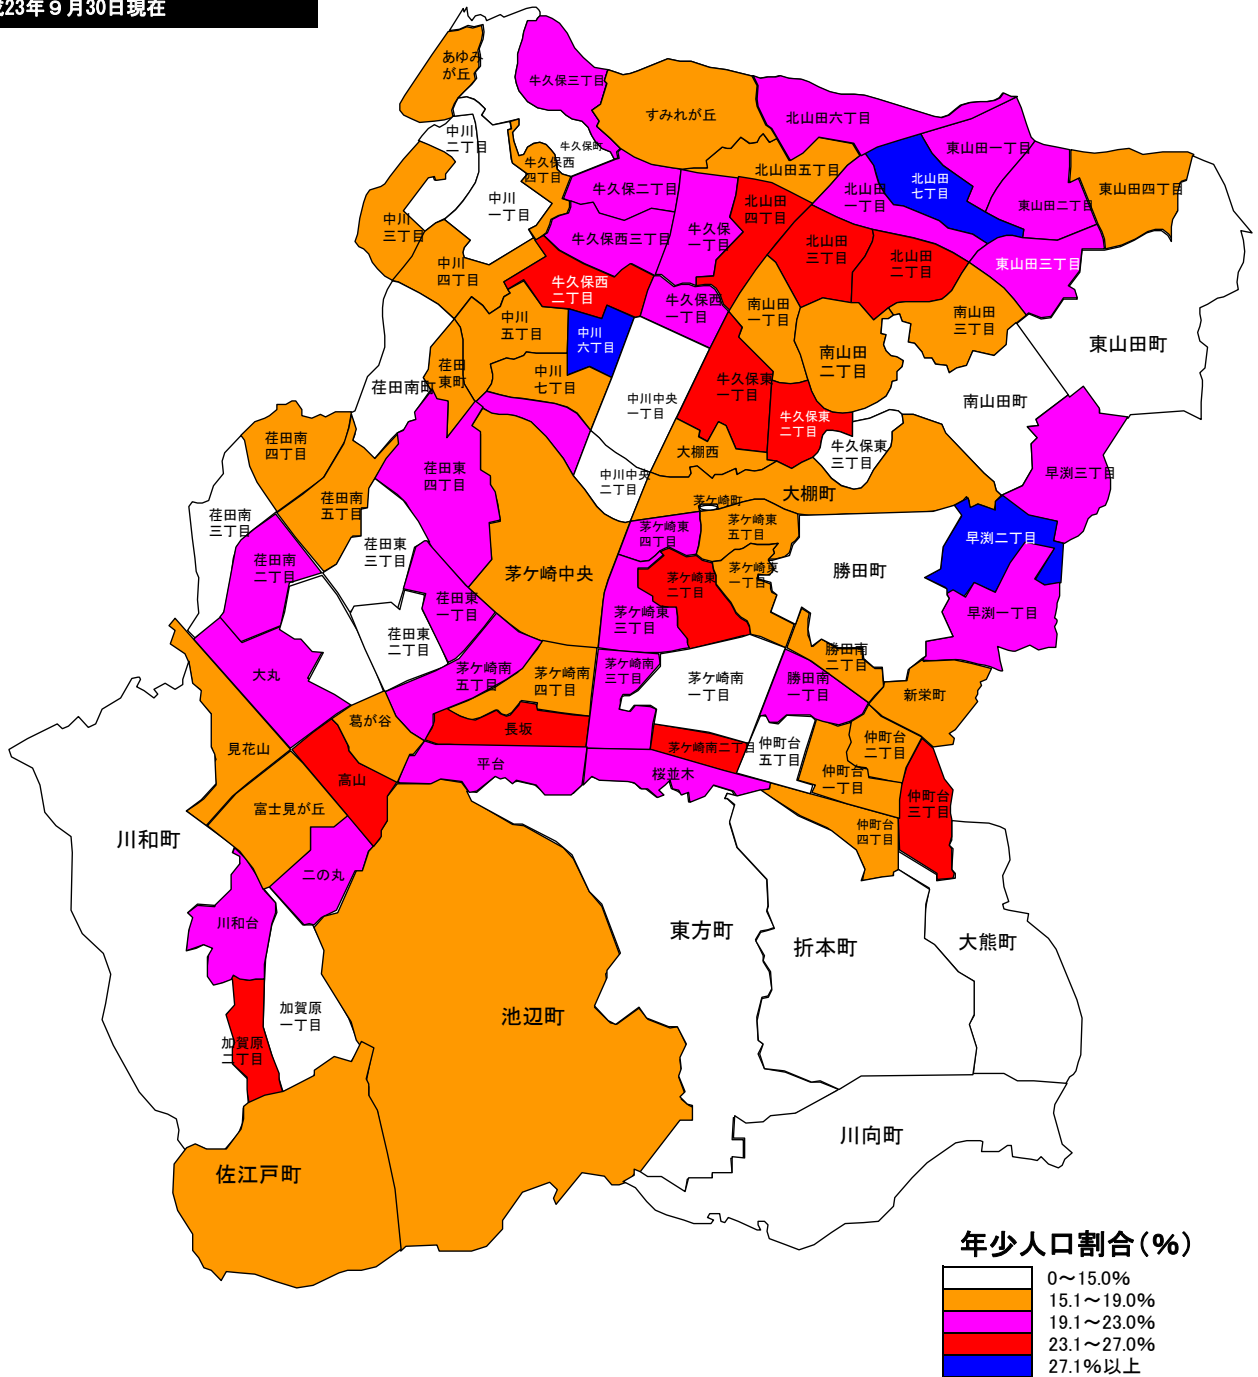 23年９月30日現在
あゆみ
が丘
牛久保三丁目
すみれが丘
北山田六丁目
中川
二丁目
牛久保町
牛久保西
四丁目
北山田五丁目
東山田一丁目
北山田
七丁目
東山田四丁目
中川
一丁目
牛久保二丁目
北山田
四丁目
北山田
一丁目
東山田二丁目
中川
三丁目
牛久保西三丁目
牛久保
一丁目
北山田
三丁目
北山田
二丁目
東山田三丁目
中川
四丁目
牛久保西
二丁目
牛久保西
一丁目
南山田
一丁目
南山田
三丁目
中川
五丁目
中川
六丁目
東山田町
荏田
東町
中川
七丁目
南山田
二丁目
荏田南町
牛久保東
一丁目
中川中央
一丁目
南山田町
牛久保東
二丁目
牛久保東
三丁目
荏田南
四丁目
大棚西
荏田東
四丁目
中川中央
二丁目
早渕三丁目
大棚町
荏田南
五丁目
茅ケ崎町
荏田南
三丁目
茅ケ崎東
四丁目
茅ケ崎東
五丁目
早渕二丁目
荏田東
三丁目
荏田南
二丁目
茅ケ崎中央
茅ケ崎東
一丁目
勝田町
茅ケ崎東
二丁目
荏田東
一丁目
茅ケ崎東
三丁目
早渕一丁目
荏田東
二丁目
勝田南
二丁目
大丸
茅ケ崎南
五丁目
茅ケ崎南
四丁目
茅ケ崎南
三丁目
茅ケ崎南
一丁目
勝田南
一丁目
新栄町
葛が谷
長坂
見花山
茅ケ崎南二丁目
仲町台
五丁目
仲町台
二丁目
平台
桜並木
高山
仲町台
一丁目
仲町台
三丁目
富士見が丘
仲町台
四丁目
川和町
二の丸
川和台
東方町
折本町
大熊町
加賀原
一丁目
池辺町
加賀原
二丁目
川向町
佐江戸町
年少人口割合（％）
0～15.0%
15.1～19.0%
19.1～23.0%
23.1～27.0%
27.1%以上